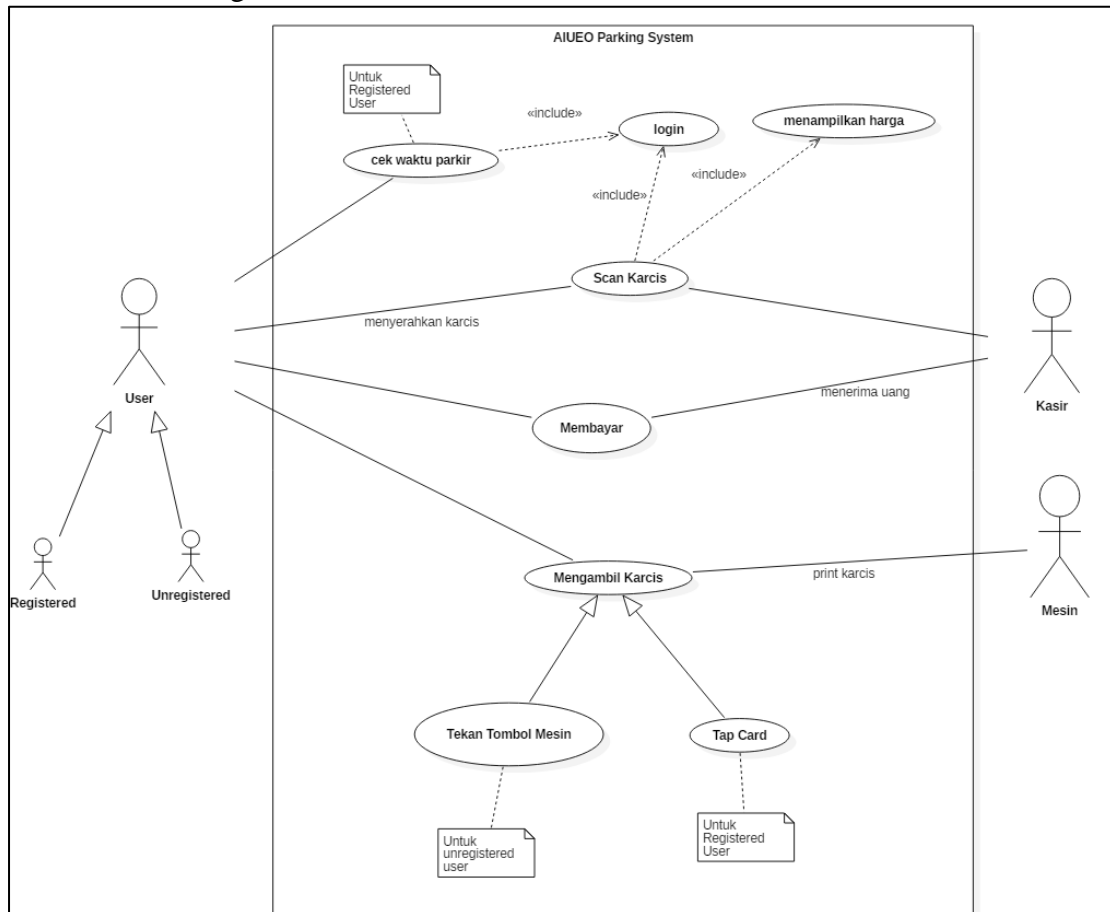 AIUEO Parking System
Untuk
Registered
User
«include»
login
menampilkan harga
cek waktu parkir
«include»
«include»
Scan Karcis
menyerahkan karcis
User
menerima uang
Kasir
Membayar
Registered
Unregistered
Mengambil Karcis
print karcis
Mesin
Tekan Tombol Mesin
Tap Card
Untuk
unregistered
user
Untuk
Registered
User